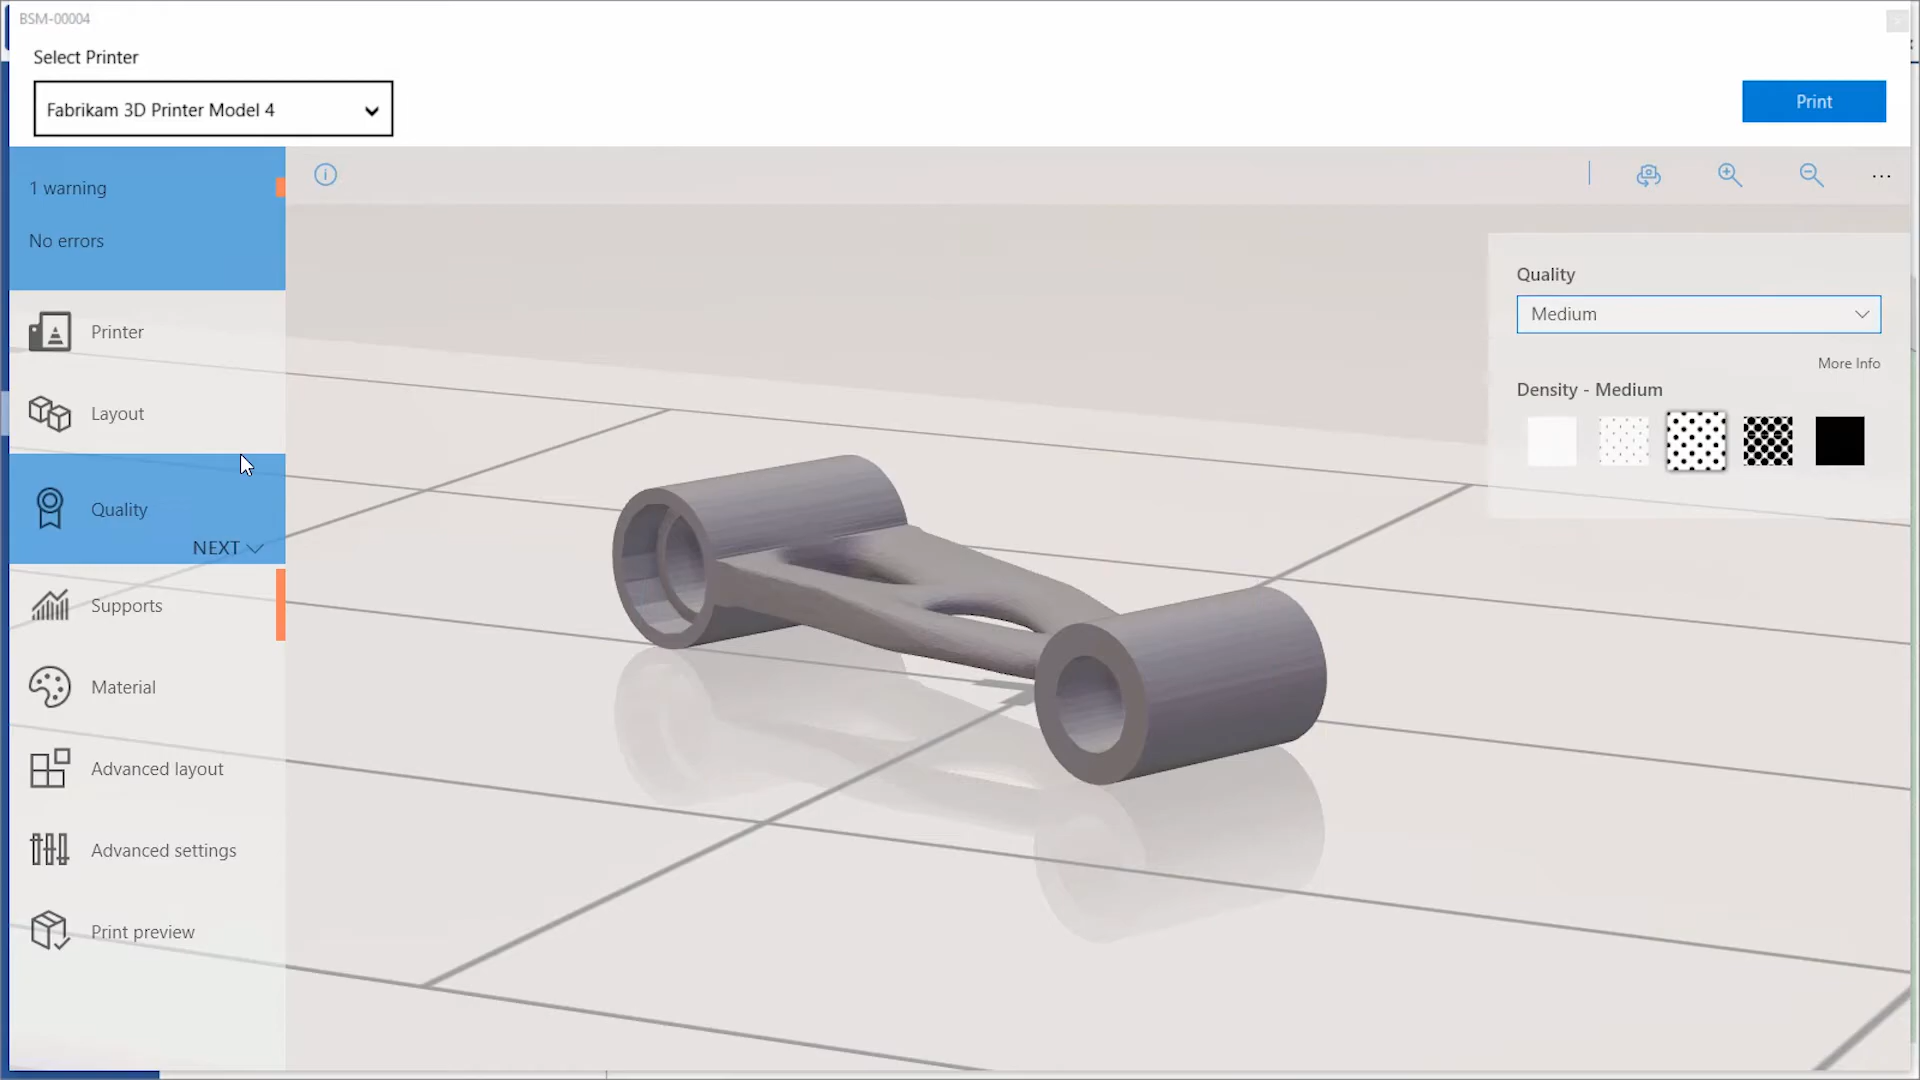 BSM-00004
Select Printer
Fabrikam 3D Printer Model 4
Print
1 warning
No errors
Printer
Layout
Quality
NEXT
Supports
Material
Advanced layout
Advanced settings
Print preview
Quality
Medium
More Info
Density - Medium